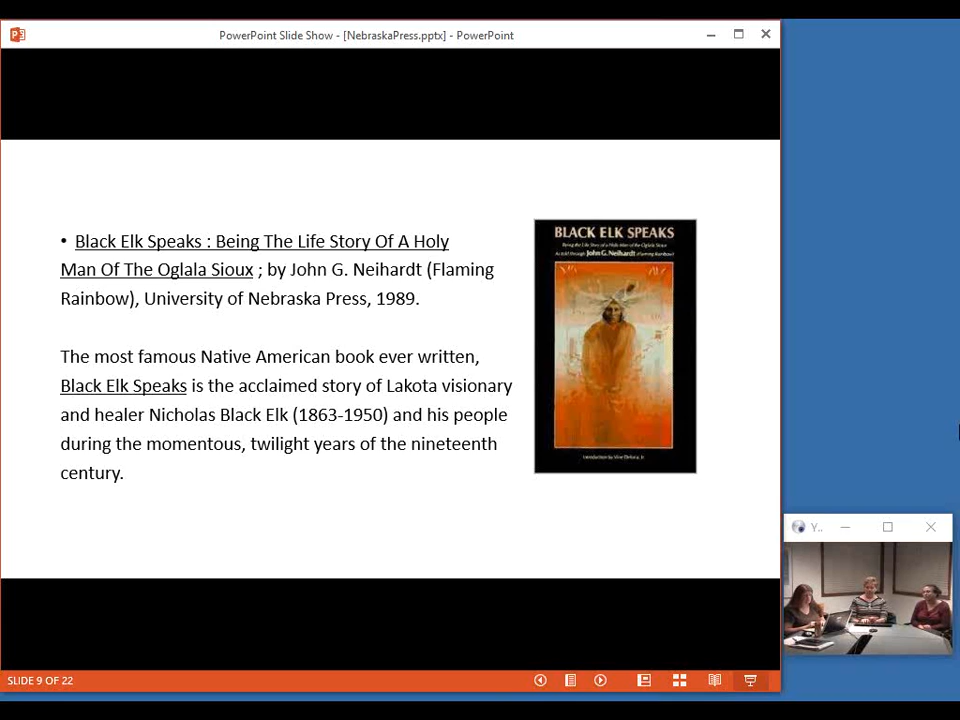 PowerPoint Slide Show - [NebraskaPress.pptx] - PowerPoint
• Black Elk Speaks : Being The Life Story Of A Holy
Man Of The Oglala Sioux ; by John G. Neihardt (Flaming
Rainbow), University of Nebraska Press, 1989.
The most famous Native American book ever written,
Black Elk Speaks is the acclaimed story of Lakota visionary
and healer Nicholas Black Elk (1863-1950) and his people
during the momentous, twilight years of the nineteenth
century.
BLACK ELK SPEAKS
Being the Life Story of a Holy Man of the Oglala Sioux
As told through John G. Neihardt (Flaming Rainbow)
Introduction by Vine Deloria, Jr.
Y..
SLIDE 9 OF 22